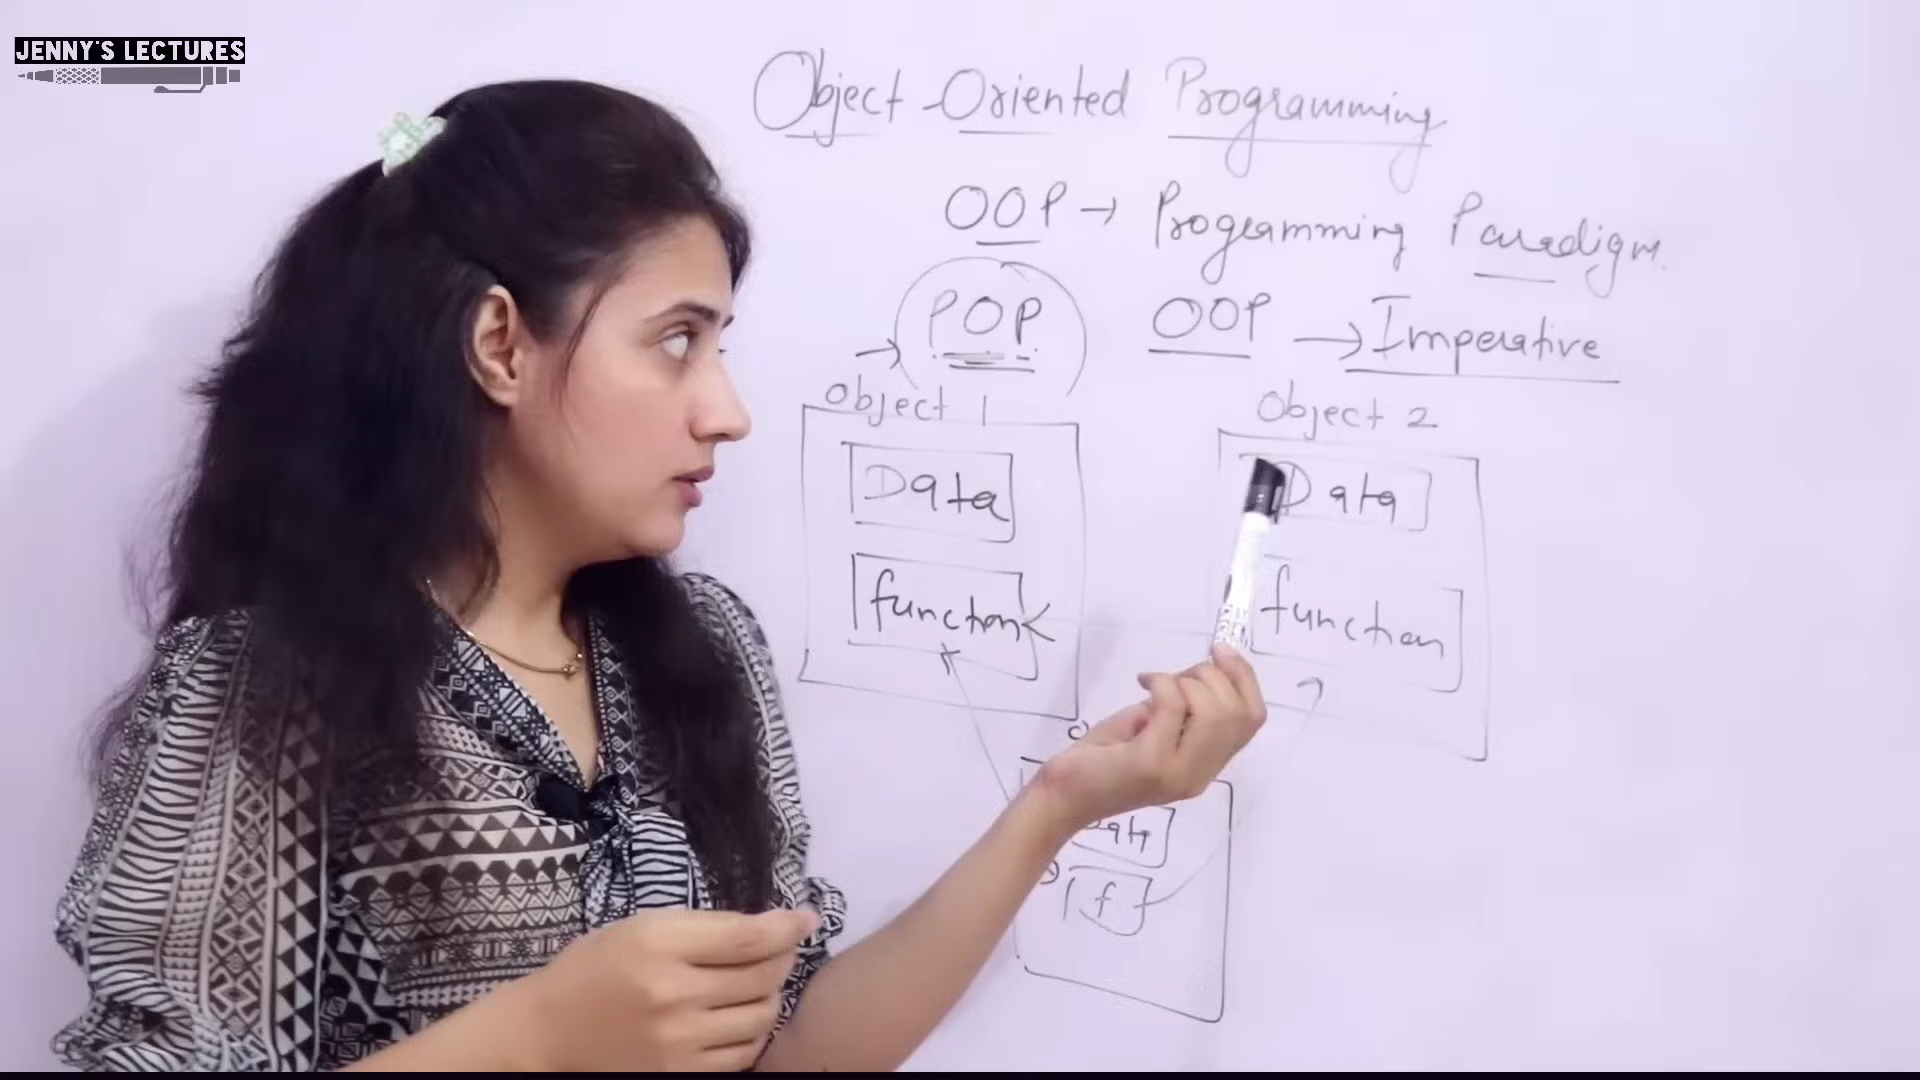 JENNY'S LECTURES
Object-Oriented Programming
OOP → Programming Paradigm.
→ POP OOP → Imperative
Object 1
Data
function
Object 2
Data
function
Data
f